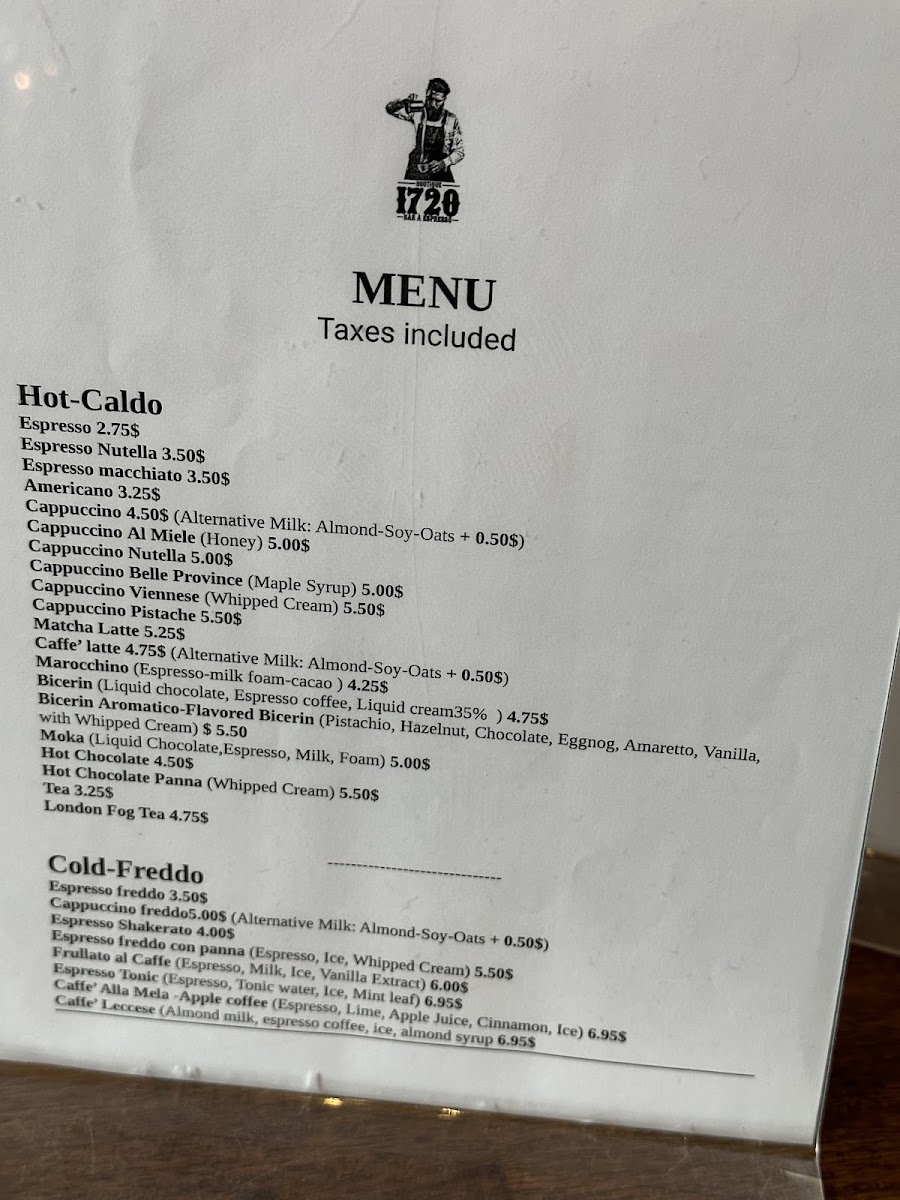 BOUTIQUE
1720
BAR À ESPRESSO
MENU
Taxes included
Hot-Caldo
Espresso 2.75$
Espresso Nutella 3.50$
Espresso macchiato 3.50$
Americano 3.25$
Cappuccino 4.50$ (Alternative Milk: Almond-Soy-Oats + 0.50$)
Cappuccino Al Miele (Honey) 5.00$
Cappuccino Nutella 5.00$
Cappuccino Belle Province (Maple Syrup) 5.00$
Cappuccino Viennese (Whipped Cream) 5.50$
Cappuccino Pistache 5.50$
Matcha Latte 5.25$
Caffe' latte 4.75$ (Alternative Milk: Almond-Soy-Oats + 0.50$)
Marocchino (Espresso-milk foam-cacao ) 4.25$
Bicerin (Liquid chocolate, Espresso coffee, Liquid cream35% ) 4.75$
Bicerin Aromatico-Flavored Bicerin (Pistachio, Hazelnut, Chocolate, Eggnog, Amaretto, Vanilla,
with Whipped Cream) $ 5.50
Moka (Liquid Chocolate,Espresso, Milk, Foam) 5.00$
Hot Chocolate 4.50$
Hot Chocolate Panna (Whipped Cream) 5.50$
Tea 3.25$
London Fog Tea 4.75$
------------------------------
Cold-Freddo
Espresso freddo 3.50$
Cappuccino freddo5.00$ (Alternative Milk: Almond-Soy-Oats + 0.50$)
Espresso Shakerato 4.00$
Espresso freddo con panna (Espresso, Ice, Whipped Cream) 5.50$
Frullato al Caffe (Espresso, Milk, Ice, Vanilla Extract) 6.00$
Espresso Tonic (Espresso, Tonic water, Ice, Mint leaf) 6.95$
Caffe' Alla Mela -Apple coffee (Espresso, Lime, Apple Juice, Cinnamon, Ice) 6.95$
Caffe' Leccese (Almond milk, espresso coffee, ice, almond syrup 6.95$